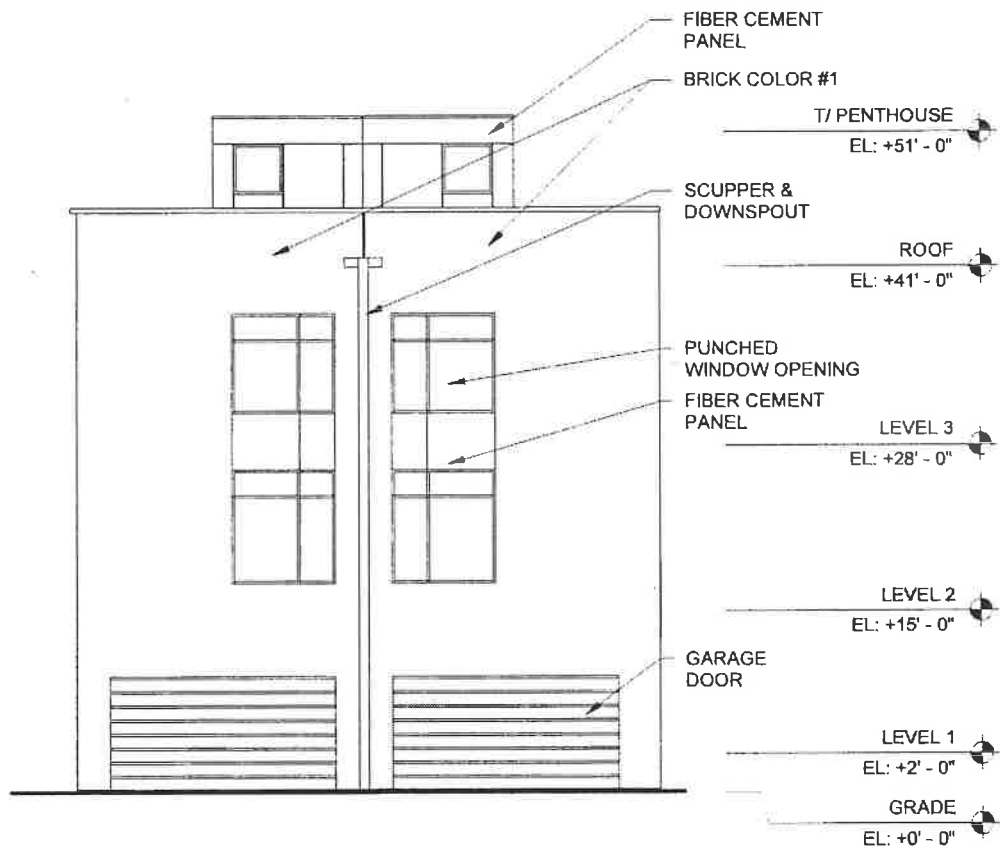 FIBER CEMENT
PANEL
BRICK COLOR #1
T/ PENTHOUSE
EL: +51' - 0"
SCUPPER &
DOWNSPOUT
ROOF
EL: +41' - 0"
PUNCHED
WINDOW OPENING
FIBER CEMENT
PANEL
LEVEL 3
EL: +28' - 0"
LEVEL 2
EL: +15' - 0"
GARAGE
DOOR
LEVEL 1
EL: +2' - 0"
GRADE
EL: +0' - 0"